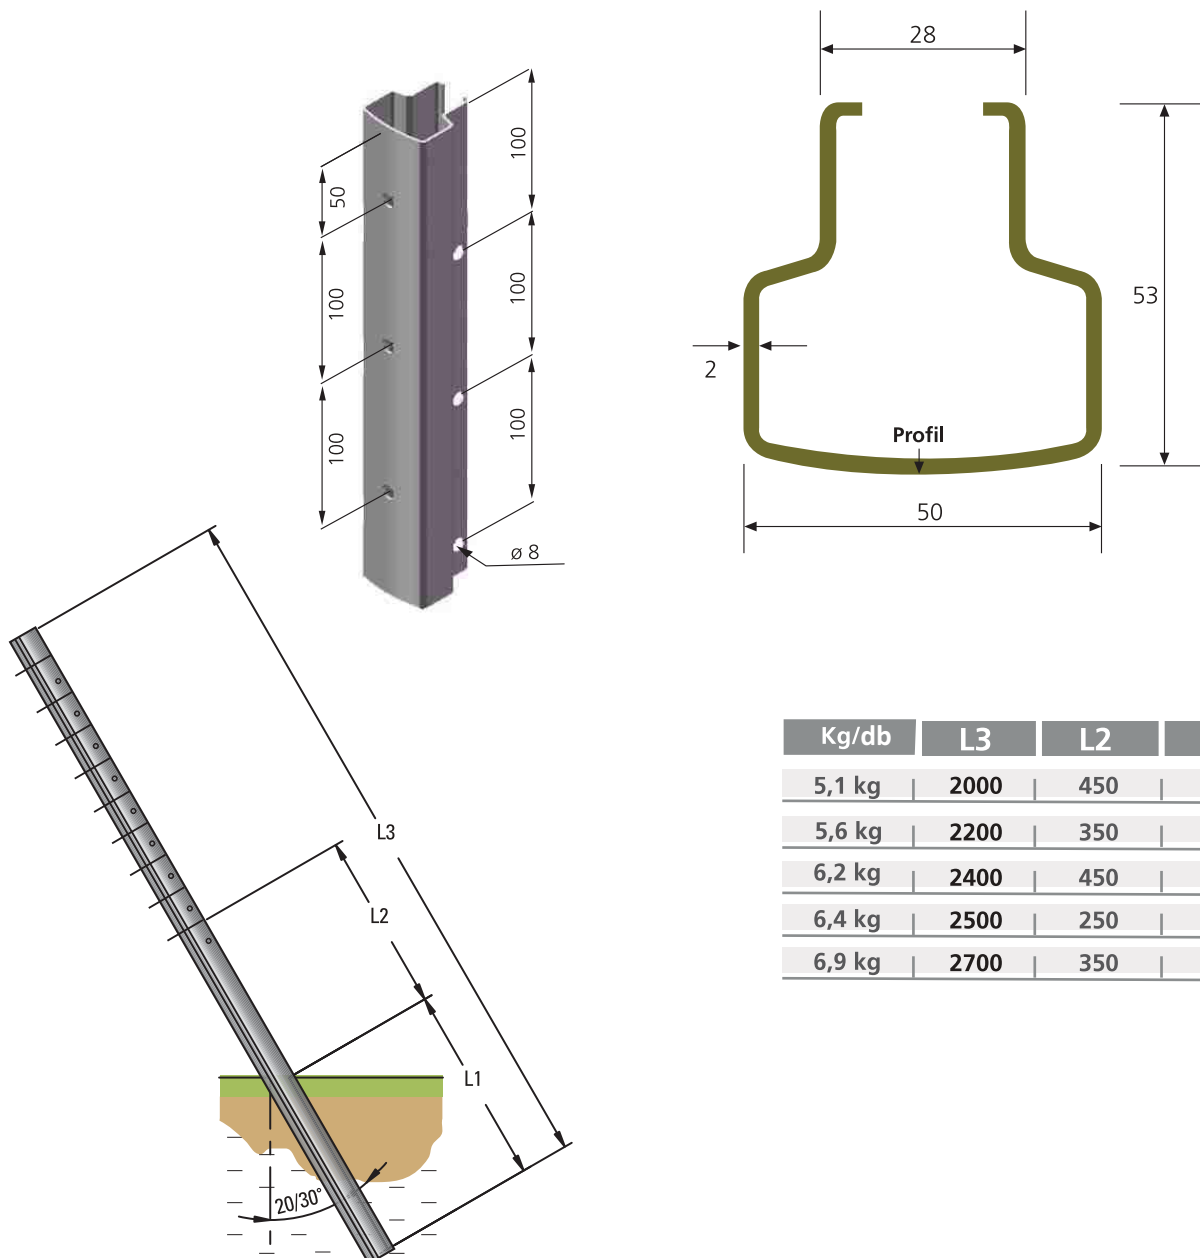 28
100
50
100
100
53
100
2
100
Profil
50
ø 8
L3
L2
L1
20/30°
Kg/db L3 L2
5,1 kg 2000 450
5,6 kg 2200 350
6,2 kg 2400 450
6,4 kg 2500 250
6,9 kg 2700 350